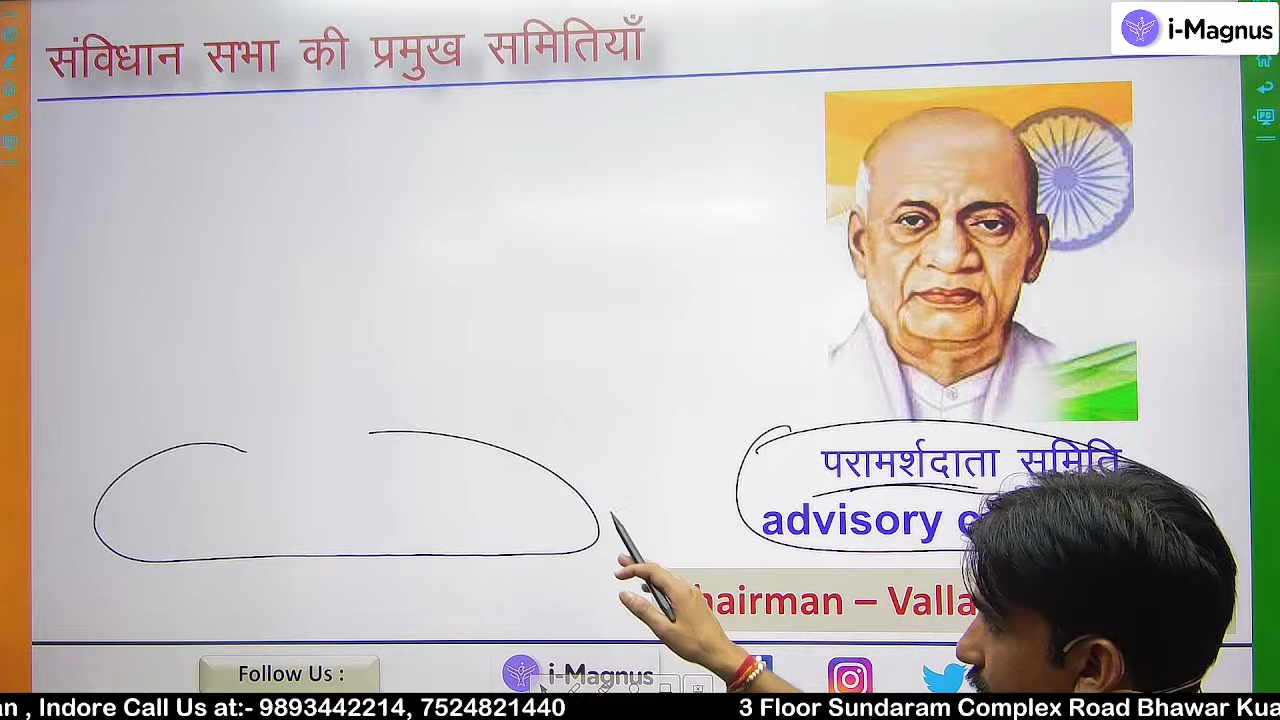 संविधान सभा की प्रमुख समितियाँ
i-Magnus
PC
परामर्शदाता समिति
advisory
hairman – Valla
Follow Us :
i-Magnus
n , Indore Call Us at:- 9893442214, 7524821440
3 Floor Sundaram Complex Road Bhawar Kua